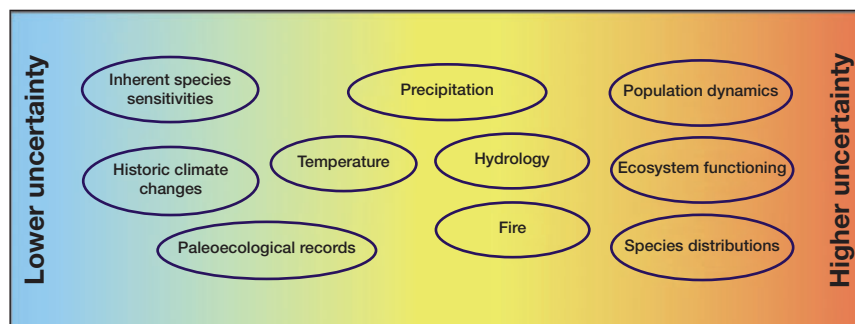 Lower uncertainty
Inherent species
sensitivities
Historic climate
changes
Paleoecological records
Temperature
Precipitation
Hydrology
Fire
Population dynamics
Ecosystem functioning
Species distributions
Higher uncertainty